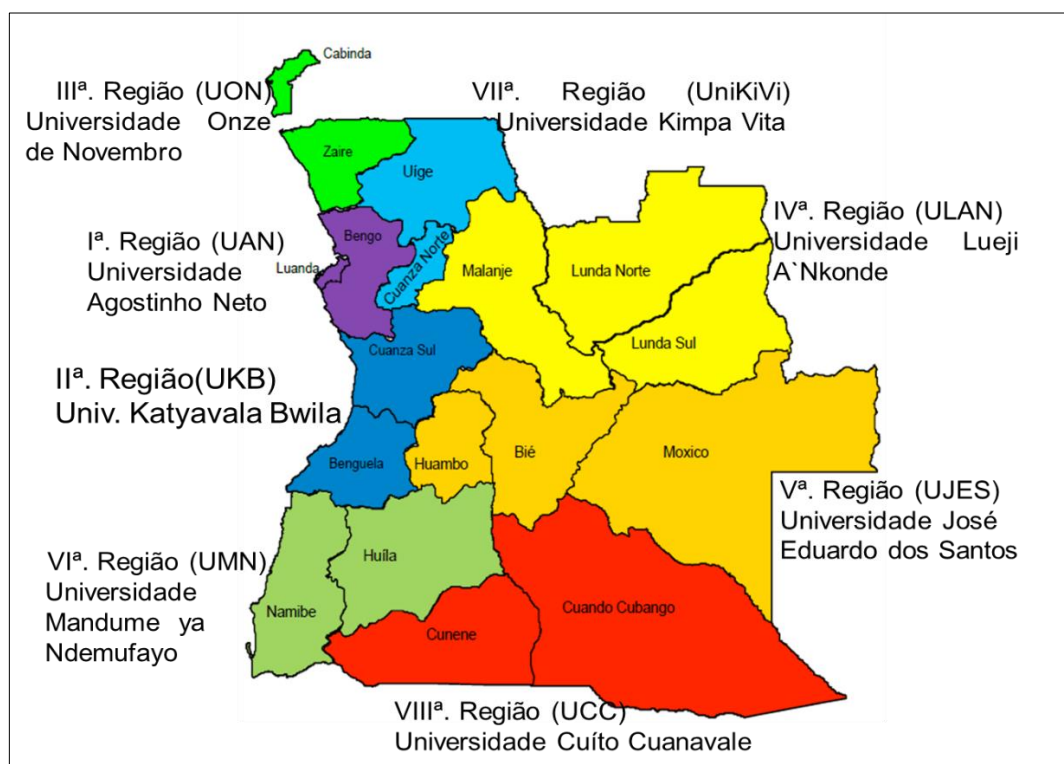 Cabinda
IIIª. Região (UON)
Universidade Onze
de Novembro
VIIª. Região (UniKiVi)
Universidade Kimpa Vita
Zaire
Uíge
Iª. Região (UAN)
Universidade
Agostinho Neto
Bengo
Luanda
Cuanza Norte
Malanje
Lunda Norte
Lunda Sul
IVª. Região (ULAN)
Universidade Lueji
A`Nkonde
IIª. Região(UKB)
Univ. Katyavala Bwila
Cuanza Sul
Benguela
Huambo
Bié
Moxico
Vª. Região (UJES)
Universidade José
Eduardo dos Santos
VIª. Região (UMN)
Universidade
Mandume ya
Ndemufayo
Namibe
Huíla
Cunene
Cuando Cubango
VIIIª. Região (UCC)
Universidade Cuíto Cuanavale